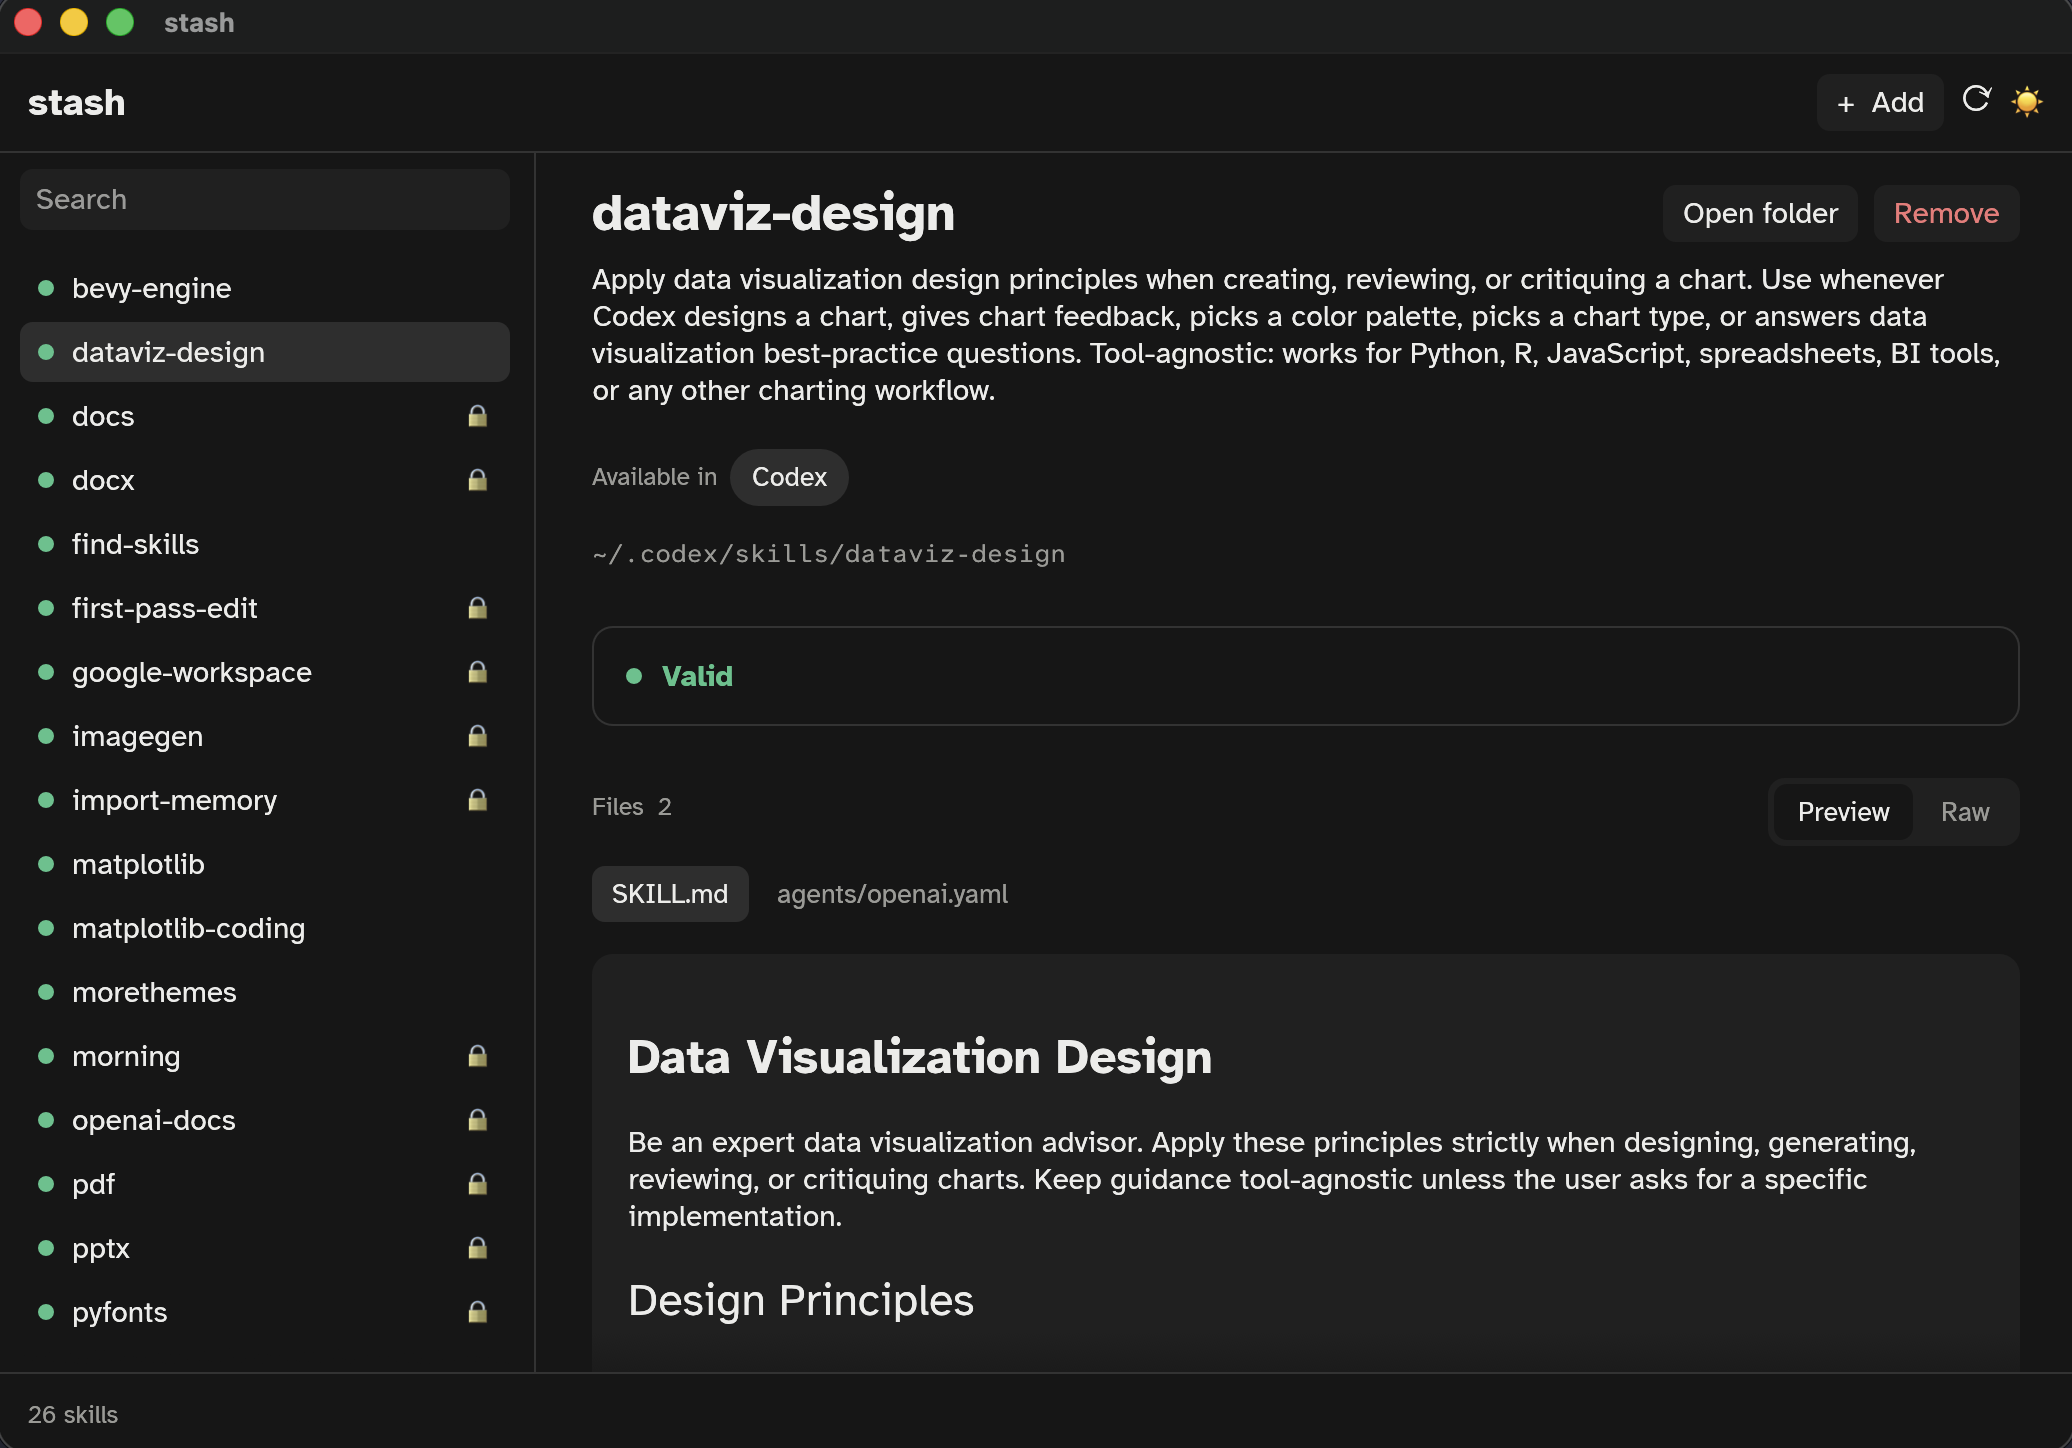 stash
stash
+ Add
Search
bevy-engine
dataviz-design
docs
docx
find-skills
first-pass-edit
google-workspace
imagegen
import-memory
matplotlib
matplotlib-coding
morethemes
morning
openai-docs
pdf
pptx
pyfonts
26 skills
dataviz-design
Open folder
Remove
Apply data visualization design principles when creating, reviewing, or critiquing a chart. Use whenever
Codex designs a chart, gives chart feedback, picks a color palette, picks a chart type, or answers data
visualization best-practice questions. Tool-agnostic: works for Python, R, JavaScript, spreadsheets, BI tools,
or any other charting workflow.
Available in Codex
~/.codex/skills/dataviz-design
Valid
Files 2
Preview Raw
SKILL.md agents/openai.yaml
Data Visualization Design
Be an expert data visualization advisor. Apply these principles strictly when designing, generating,
reviewing, or critiquing charts. Keep guidance tool-agnostic unless the user asks for a specific
implementation.
Design Principles